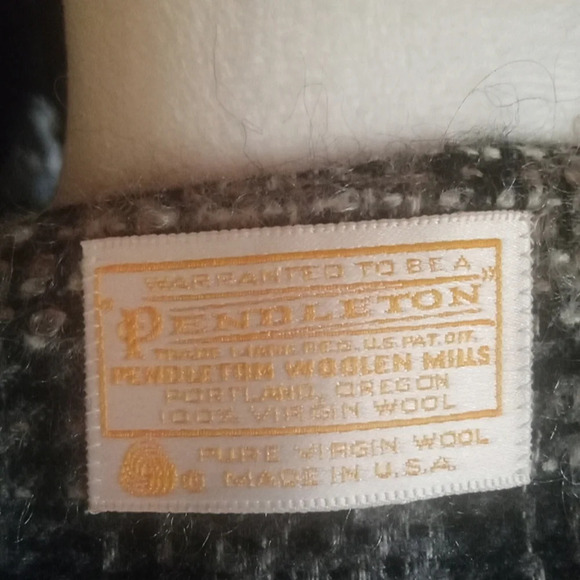 WARRANTED TO BE A
"PENDLETON"
TRADE MARK REG. U.S. PAT. OFF.
PENDLETON WOOLEN MILLS
PORTLAND, OREGON
100% VIRGIN WOOL
PURE VIRGIN WOOL
® MADE IN U.S.A.